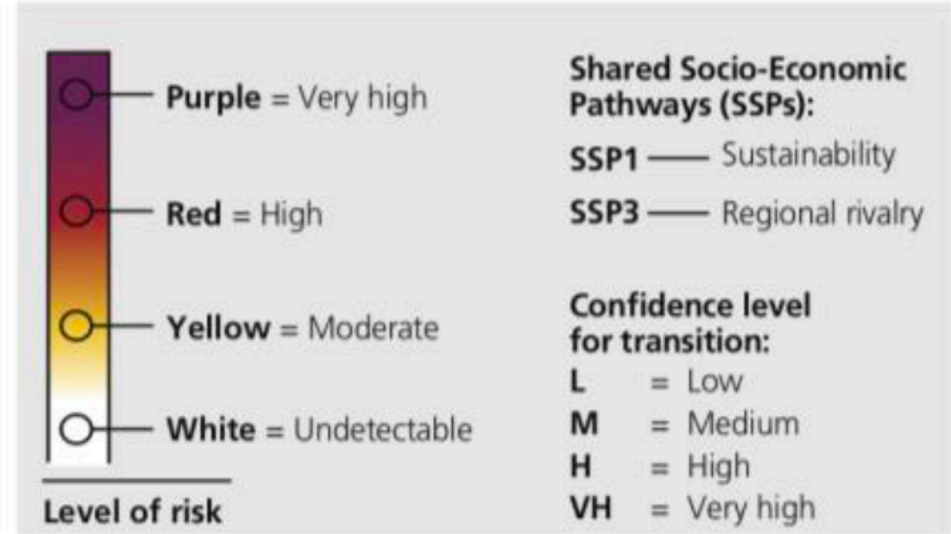 Purple = Very high
Red = High
Yellow = Moderate
White = Undetectable
Level of risk
Shared Socio-Economic
Pathways (SSPs):
SSP1 — Sustainability
SSP3 — Regional rivalry
Confidence level
for transition:
L = Low
M = Medium
H = High
VH = Very high